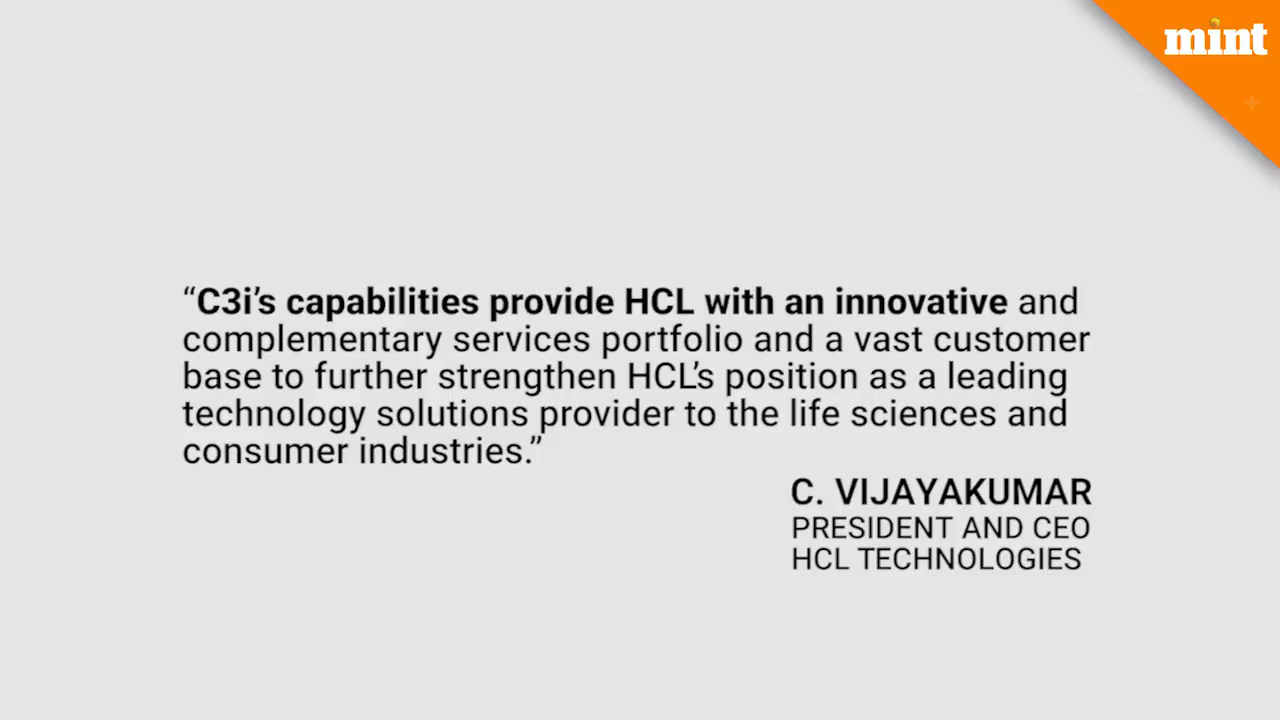 mint
“C3i’s capabilities provide HCL with an innovative and
complementary services portfolio and a vast customer
base to further strengthen HCL’s position as a leading
technology solutions provider to the life sciences and
consumer industries.”
C. VIJAYAKUMAR
PRESIDENT AND CEO
HCL TECHNOLOGIES